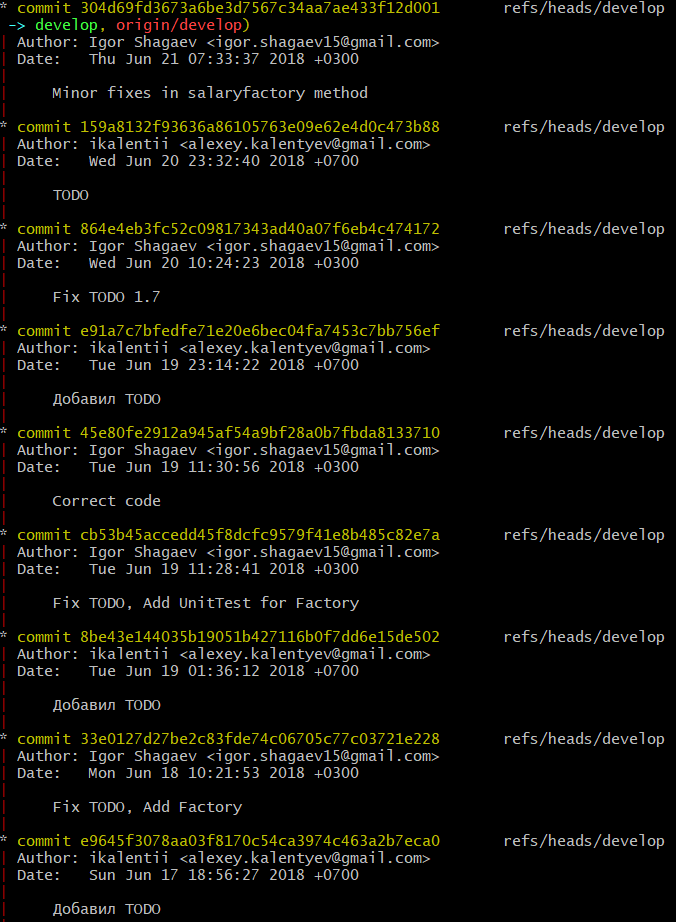 * commit 304d69fd3673a6be3d7567c34aa7ae433f12d001 refs/heads/develop
-> develop, origin/develop)
| Author: Igor Shagaev <igor.shagaev15@gmail.com>
| Date: Thu Jun 21 07:33:37 2018 +0300
|
| Minor fixes in salaryfactory method
|
* commit 159a8132f93636a86105763e09e62e4d0c473b88 refs/heads/develop
| Author: ikalentii <alexey.kalentyev@gmail.com>
| Date: Wed Jun 20 23:32:40 2018 +0700
|
| TODO
|
* commit 864e4eb3fc52c09817343ad40a07f6eb4c474172 refs/heads/develop
| Author: Igor Shagaev <igor.shagaev15@gmail.com>
| Date: Wed Jun 20 10:24:23 2018 +0300
|
| Fix TODO 1.7
|
* commit e91a7c7bfedfe71e20e6bec04fa7453c7bb756ef refs/heads/develop
| Author: ikalentii <alexey.kalentyev@gmail.com>
| Date: Tue Jun 19 23:14:22 2018 +0700
|
| Добавил TODO
|
* commit 45e80fe2912a945af54a9bf28a0b7fbda8133710 refs/heads/develop
| Author: Igor Shagaev <igor.shagaev15@gmail.com>
| Date: Tue Jun 19 11:30:56 2018 +0300
|
| Correct code
|
* commit cb53b45accedd45f8dcfc9579f41e8b485c82e7a refs/heads/develop
| Author: Igor Shagaev <igor.shagaev15@gmail.com>
| Date: Tue Jun 19 11:28:41 2018 +0300
|
| Fix TODO, Add UnitTest for Factory
|
* commit 8be43e144035b19051b427116b0f7dd6e15de502 refs/heads/develop
| Author: ikalentii <alexey.kalentyev@gmail.com>
| Date: Tue Jun 19 01:36:12 2018 +0700
|
| Добавил TODO
|
* commit 33e0127d27be2c83fde74c06705c77c03721e228 refs/heads/develop
| Author: Igor Shagaev <igor.shagaev15@gmail.com>
| Date: Mon Jun 18 10:21:53 2018 +0300
|
| Fix TODO, Add Factory
|
* commit e9645f3078aa03f8170c54ca3974c463a2b7eca0 refs/heads/develop
| Author: ikalentii <alexey.kalentyev@gmail.com>
| Date: Sun Jun 17 18:56:27 2018 +0700
|
| Добавил TODO